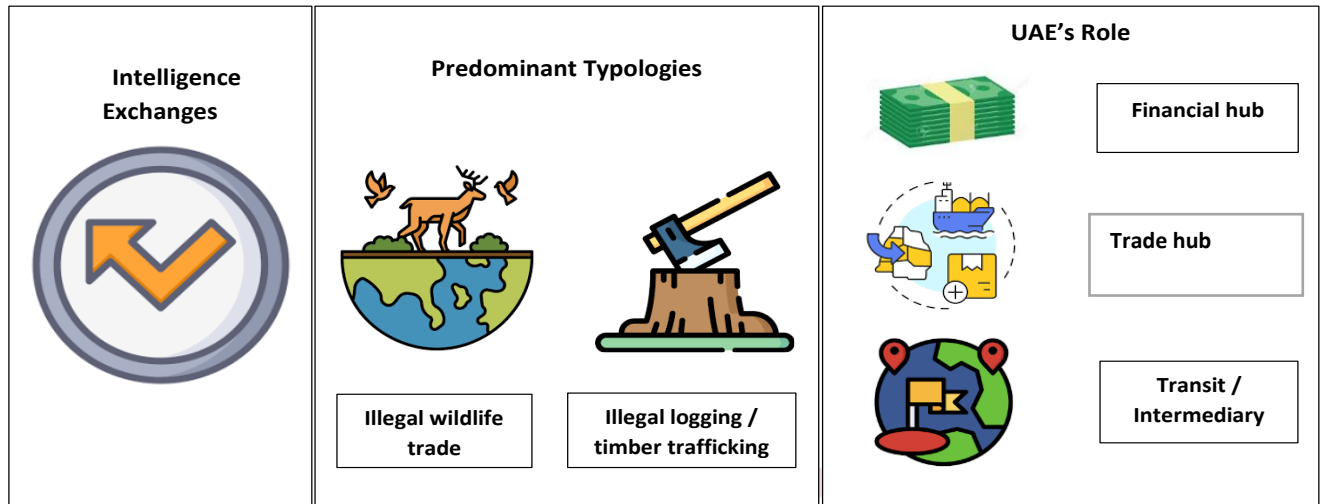 Intelligence
Exchanges
Predominant Typologies
Illegal wildlife
trade
Illegal logging /
timber trafficking
UAE's Role
Financial hub
Trade hub
Transit /
Intermediary